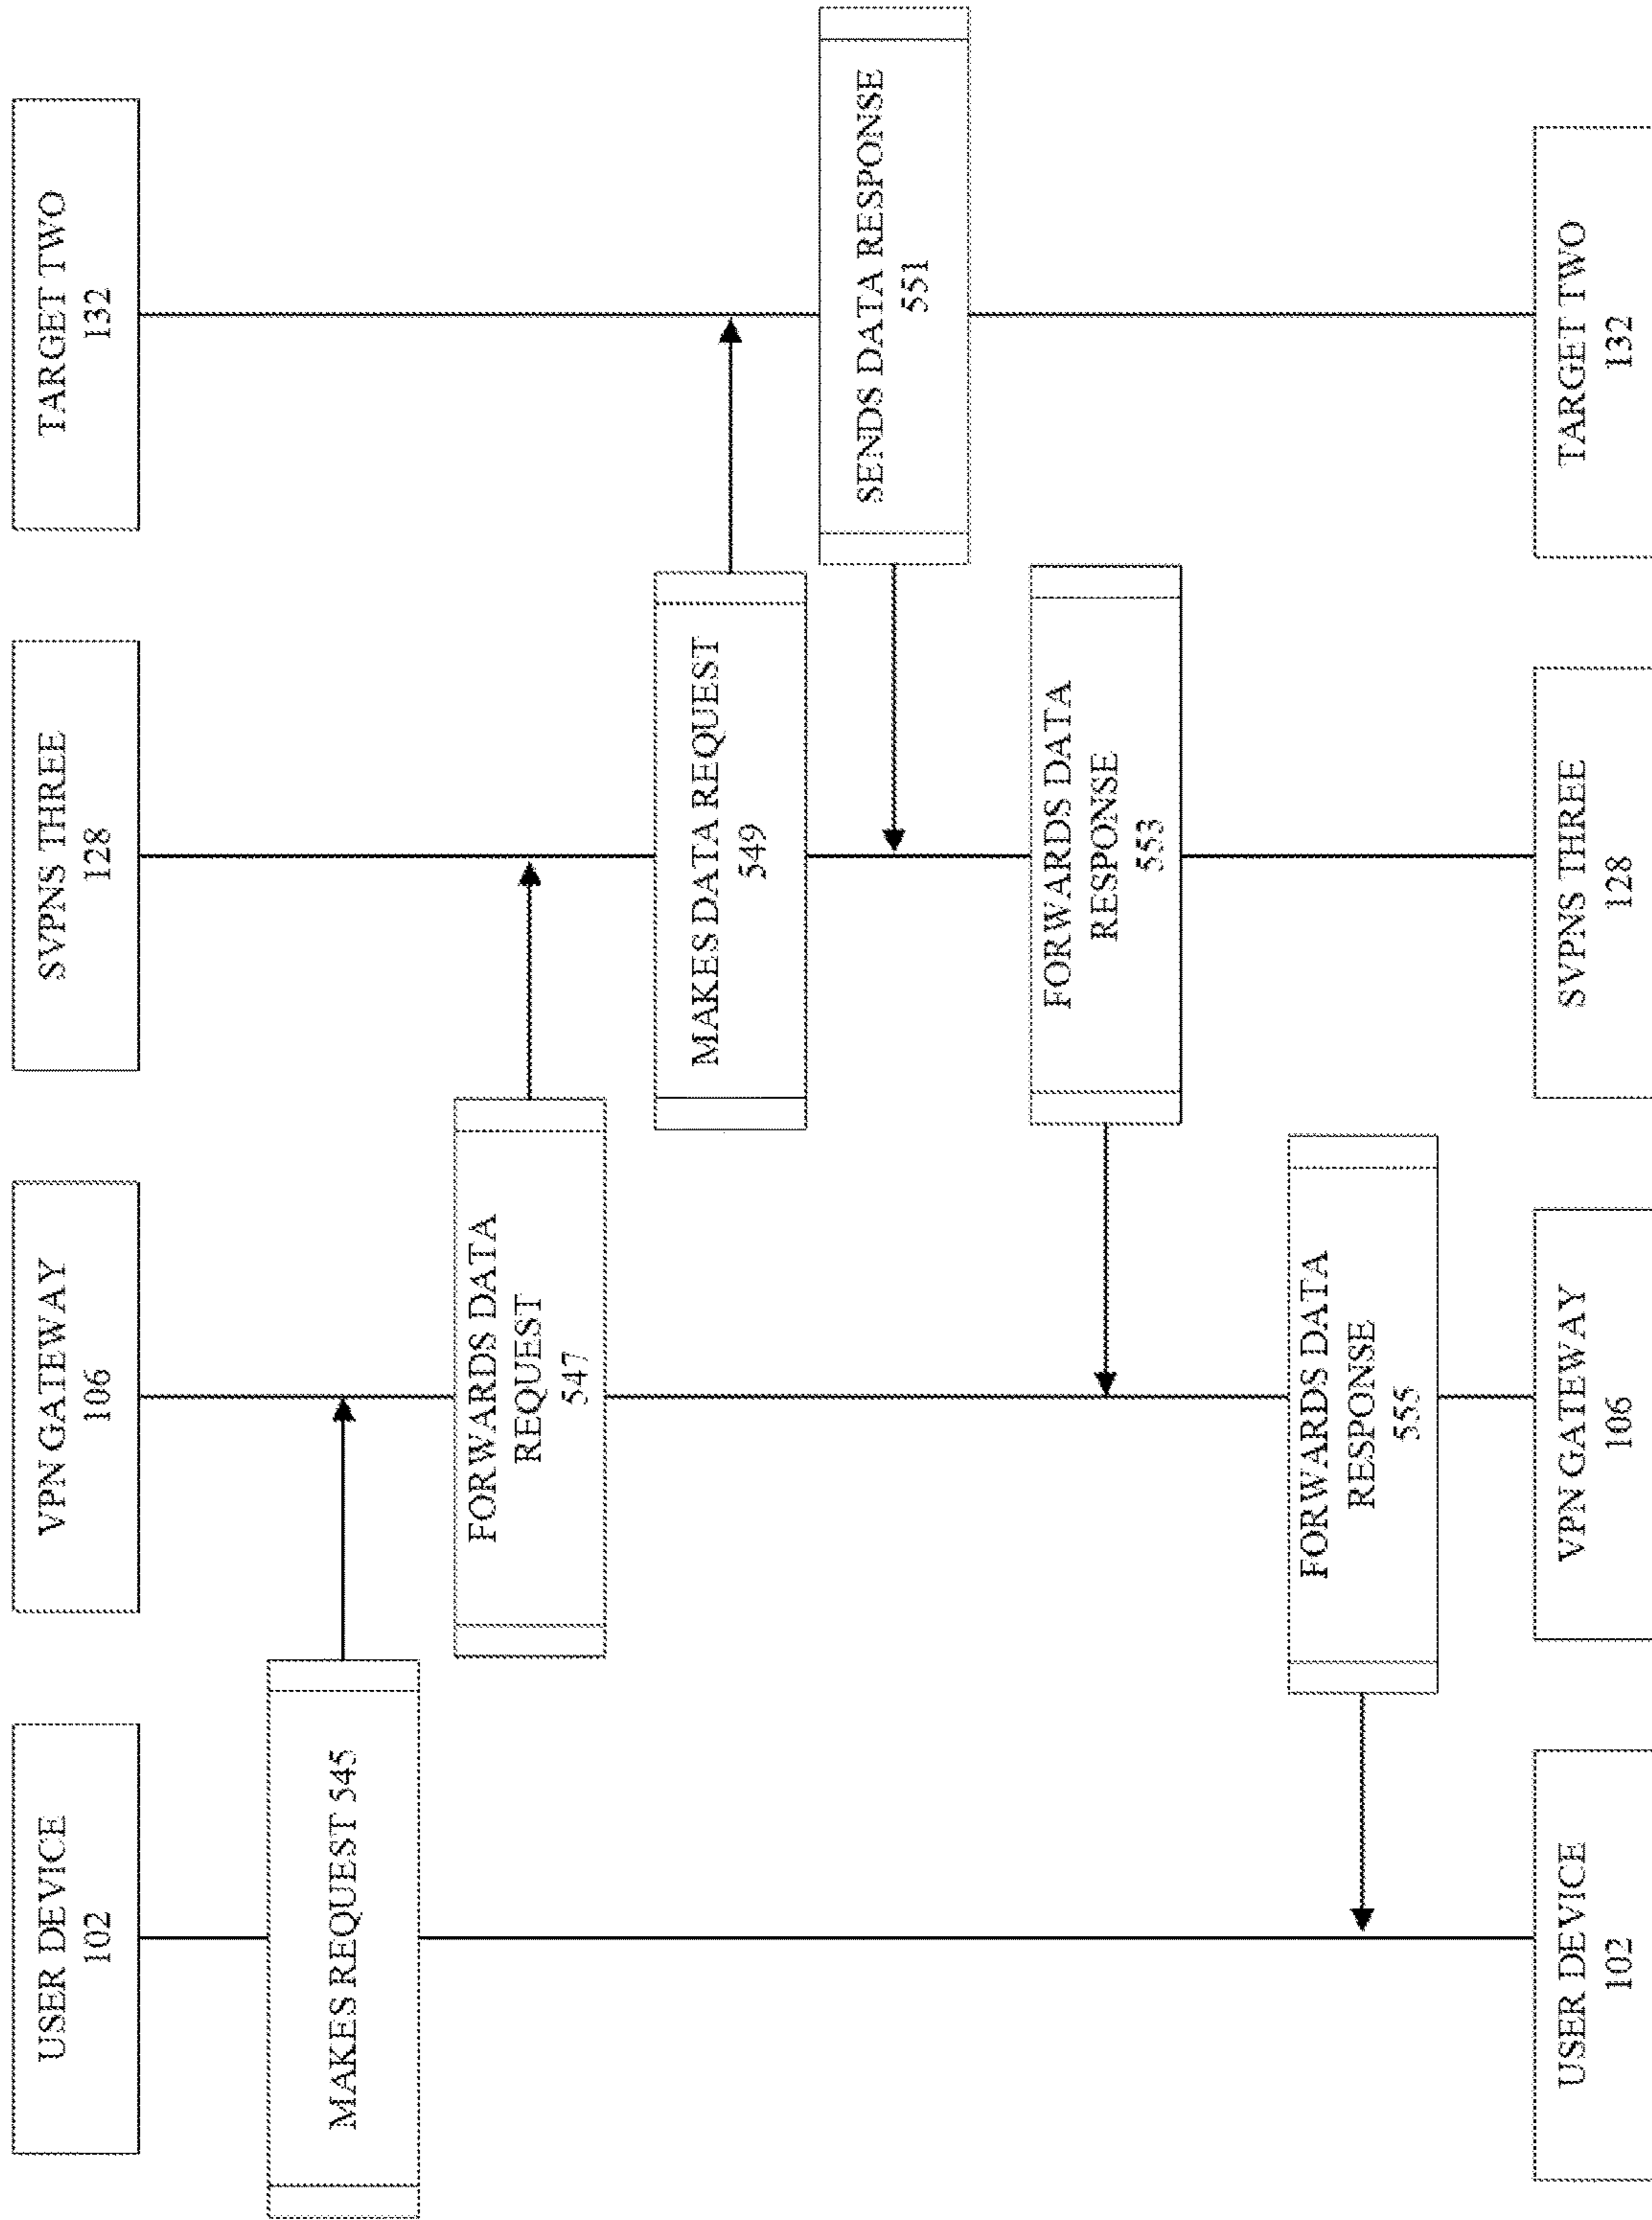 USER DEVICE
102
VPN GATEWAY
106
SVPNS THREE
128
TARGET TWO
132
MAKES REQUEST 545
FORWARDS DATA
REQUEST
547
MAKES DATA REQUEST
549
SENDS DATA RESPONSE
551
FORWARDS DATA
RESPONSE
553
FORWARDS DATA
RESPONSE
555
USER DEVICE
102
VPN GATEWAY
106
SVPNS THREE
128
TARGET TWO
132